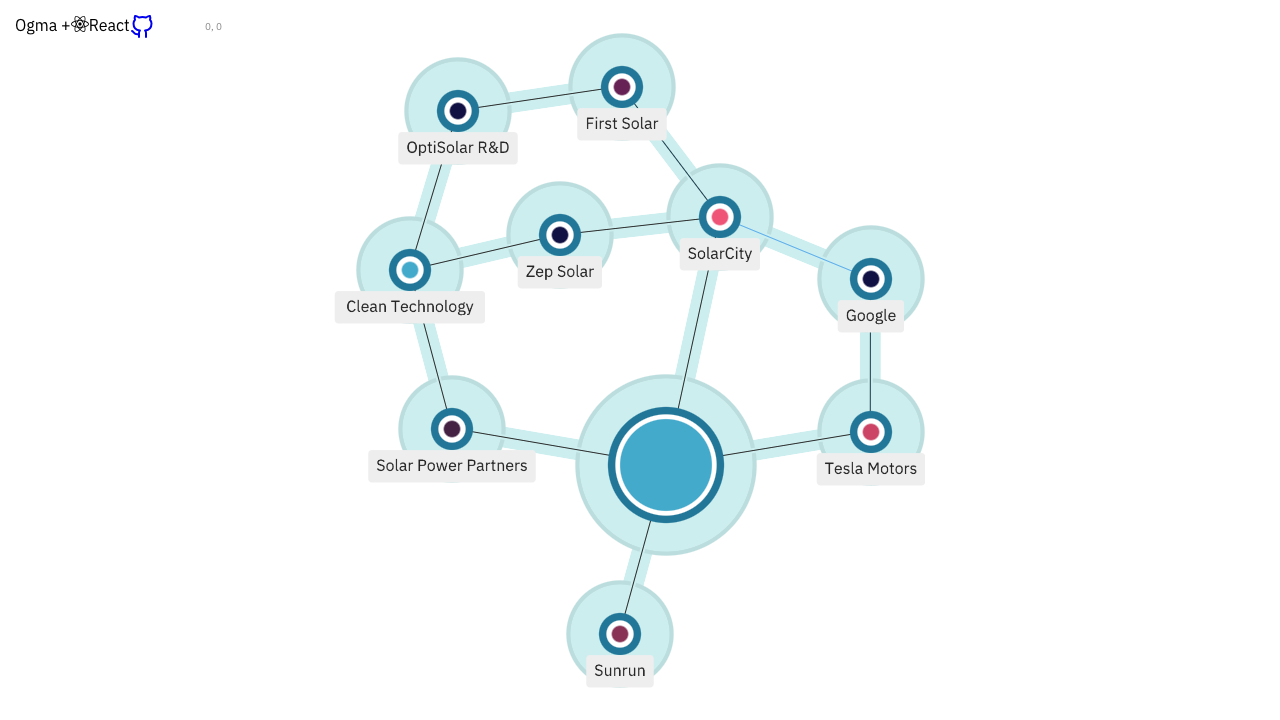 Ogma + React
0, 0
First Solar
OptiSolar R&D
SolarCity
Zep Solar
Clean Technology
Google
Solar Power Partners
Tesla Motors
Sunrun